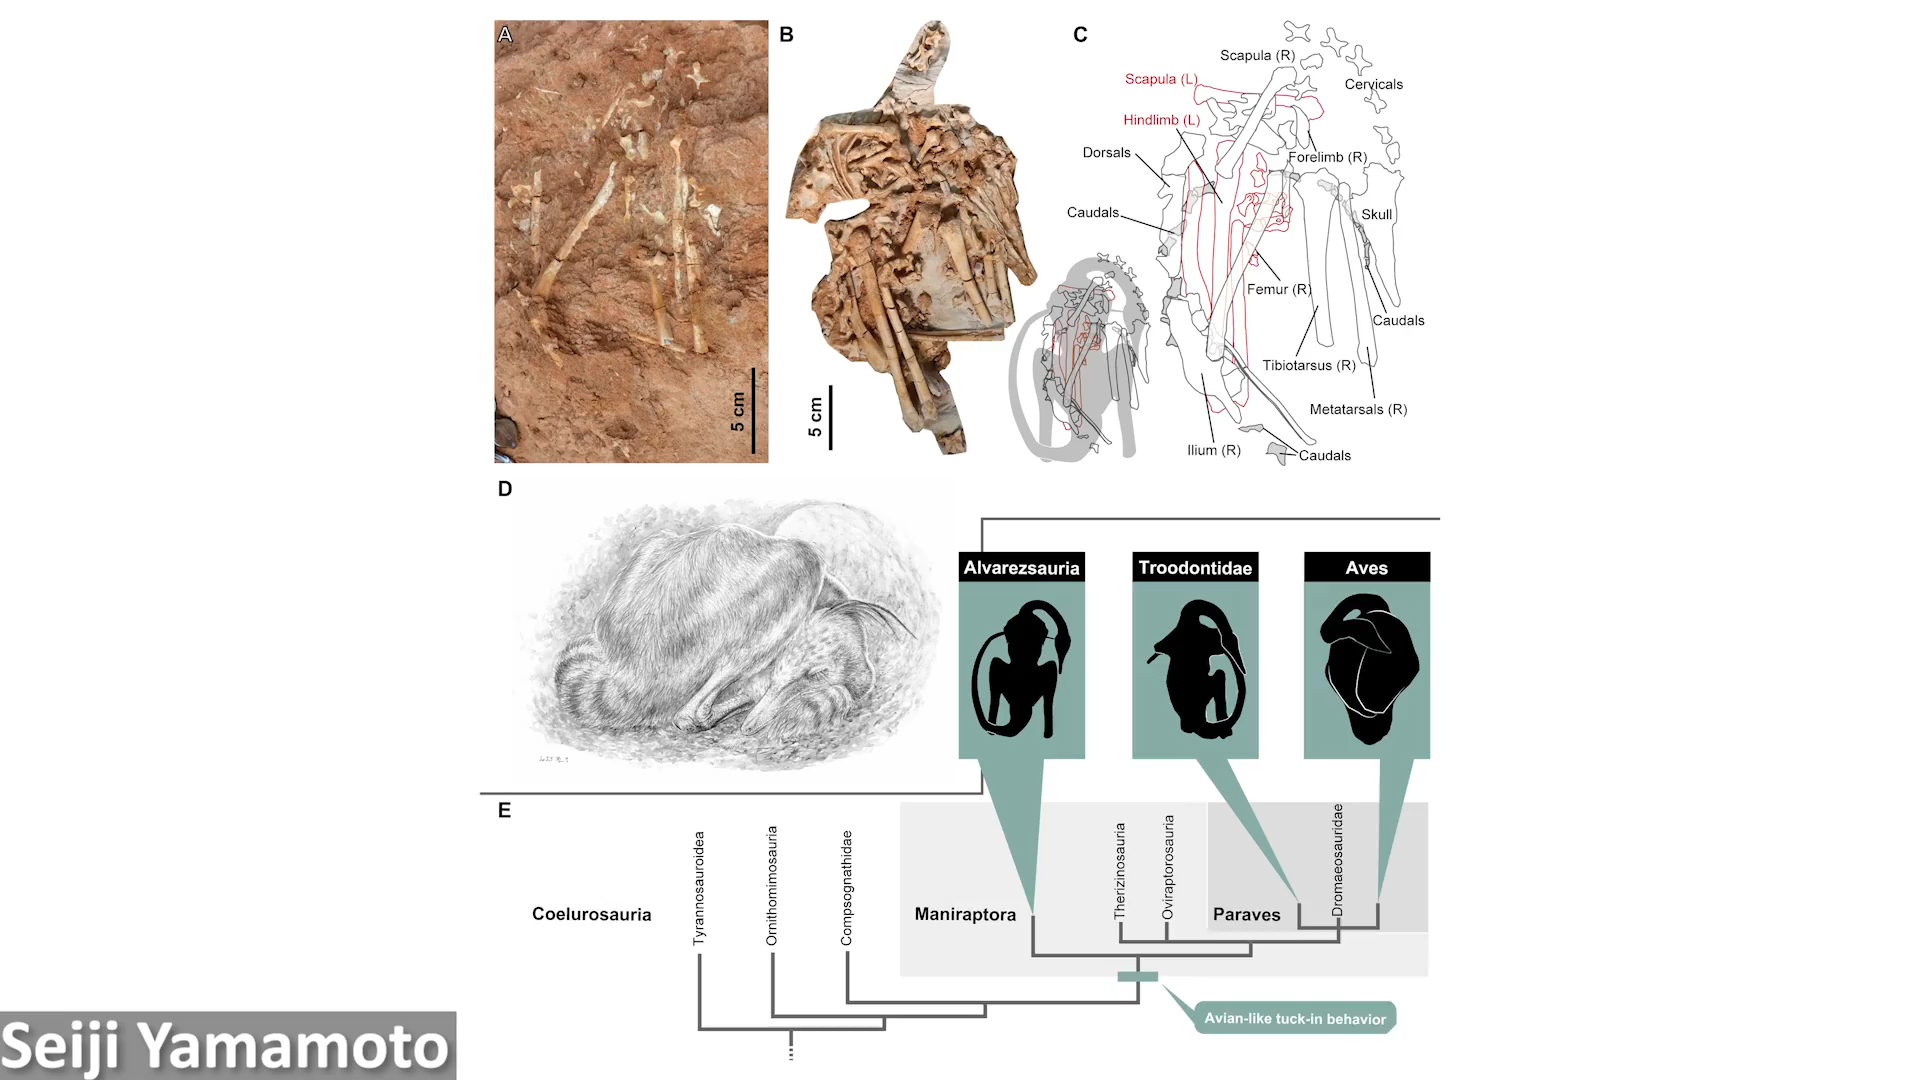 A
5 cm
B
5 cm
C
Scapula (R)
Scapula (L)
Cervicals
Hindlimb (L)
Dorsals
Forelimb (R)
Caudals
Skull
Femur (R)
Caudals
Tibiotarsus (R)
Metatarsals (R)
Ilium (R)
Caudals
D
Alvarezsauria
Troodontidae
Aves
E
Coelurosauria
Tyrannosauroidea
Ornithomimosauria
Compsognathidae
Maniraptora
Therizinosauria
Oviraptorosauria
Paraves
Dromaeosauridae
Avian-like tuck-in behavior
Seiji Yamamoto